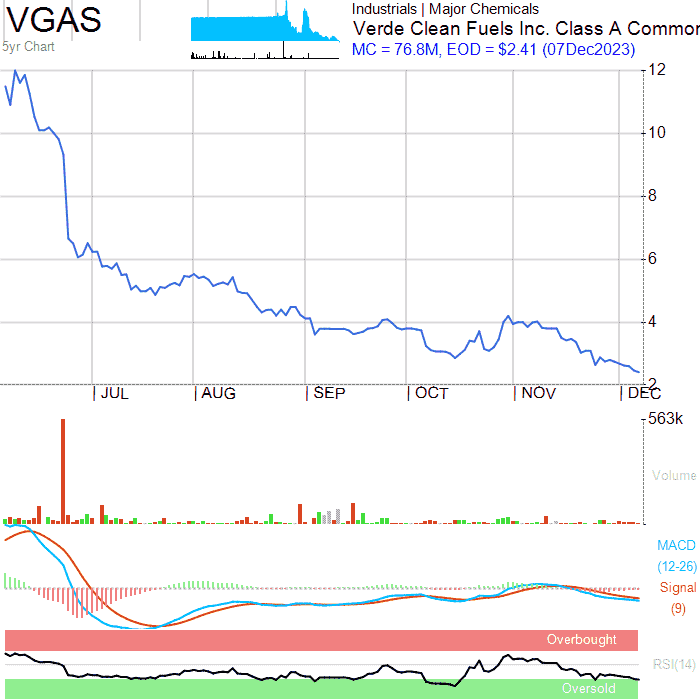 VGAS
5yr Chart
Industrials | Major Chemicals
Verde Clean Fuels Inc. Class A Common
MC = 76.8M, EOD = $2.41 (07Dec2023)
12
10
8
6
4
2
JUL AUG SEP OCT NOV DEC
563k
Volume
MACD
(12-26)
Signal
(9)
Overbought
RSI(14)
Oversold